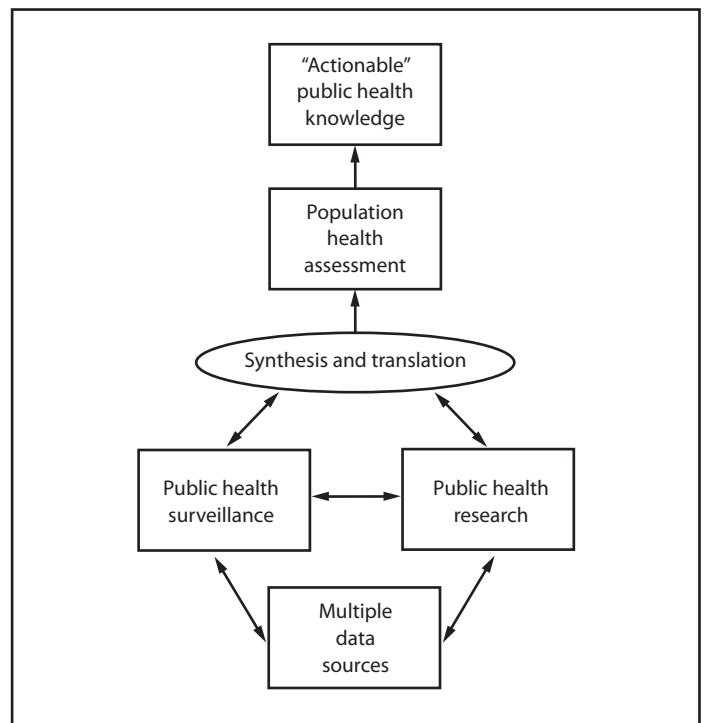 “Actionable”
public health
knowledge
Population
health
assessment
Synthesis and translation
Public health
surveillance
Public health
research
Multiple
data
sources